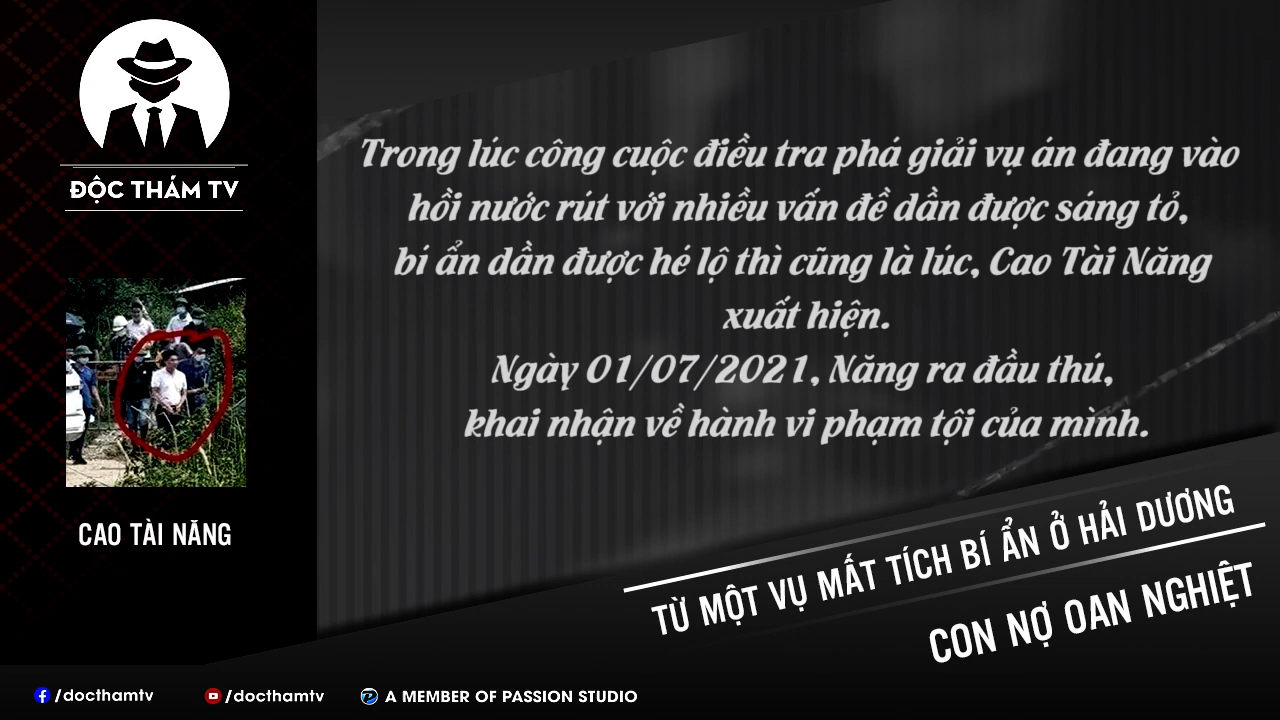 ĐỘC THÁM TV
CAO TÀI NĂNG
Trong lúc công cuộc điều tra phá giải vụ án đang vào
hồi nước rút với nhiều vấn đề dần được sáng tỏ,
bí ẩn dần được hé lộ thì cũng là lúc, Cao Tài Năng
xuất hiện.
Ngày 01/07/2021, Năng ra đầu thú,
khai nhận về hành vi phạm tội của mình.
TỪ MỘT VỤ MẤT TÍCH BÍ ẨN Ở HẢI DƯƠNG
CON NỢ OAN NGHIỆT
/docthamtv
/docthamtv
A MEMBER OF PASSION STUDIO